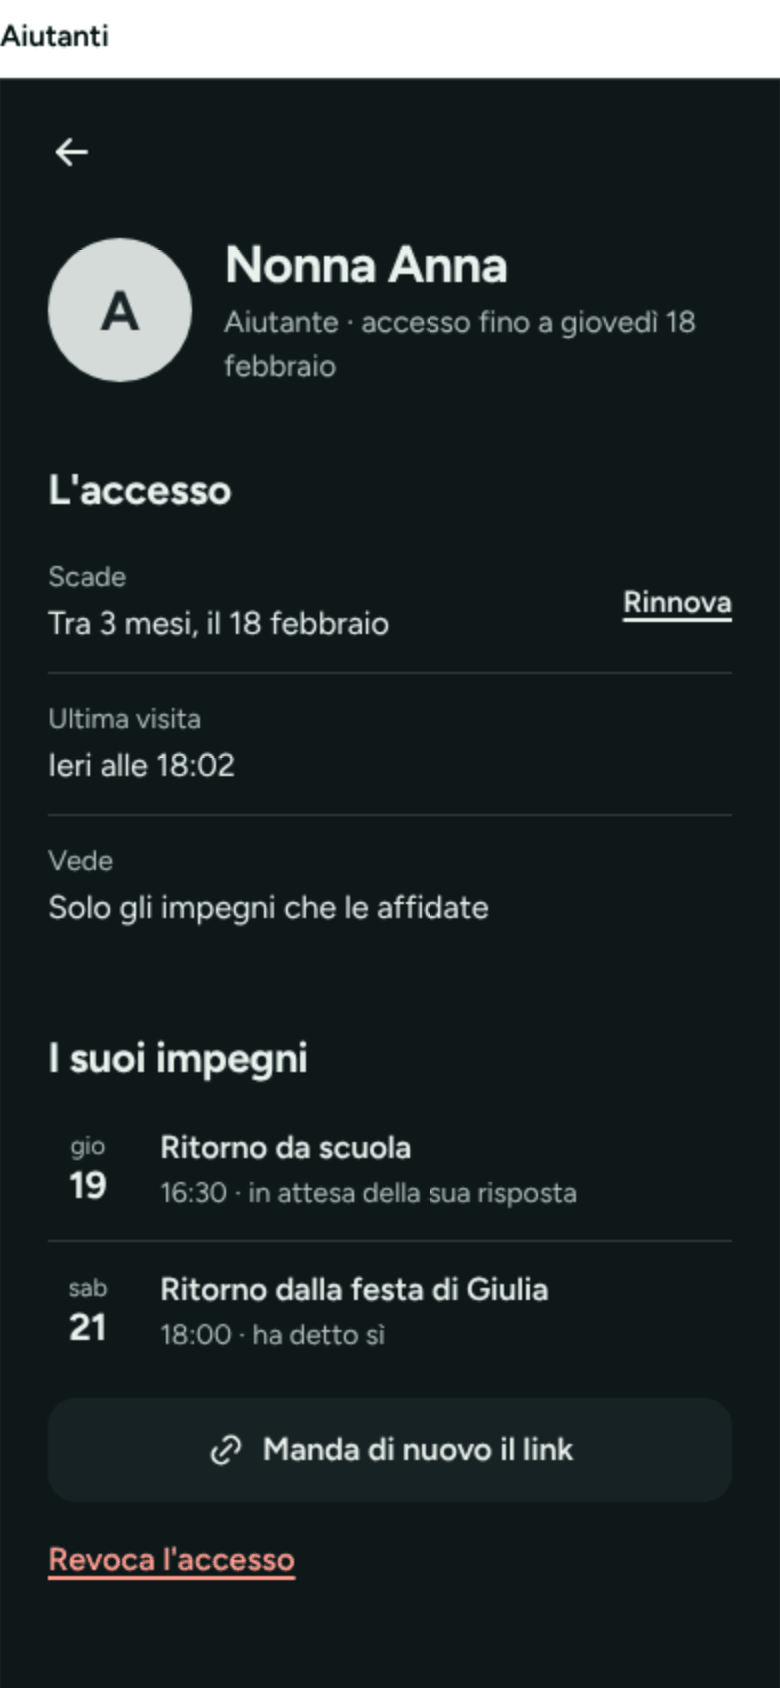 Aiutanti
A
Nonna Anna
Aiutante · accesso fino a giovedì 18
febbraio
L'accesso
Scade
Tra 3 mesi, il 18 febbraio
Rinnova
Ultima visita
Ieri alle 18:02
Vede
Solo gli impegni che le affidate
I suoi impegni
gio
19
Ritorno da scuola
16:30 · in attesa della sua risposta
sab
21
Ritorno dalla festa di Giulia
18:00 · ha detto sì
Manda di nuovo il link
Revoca l'accesso